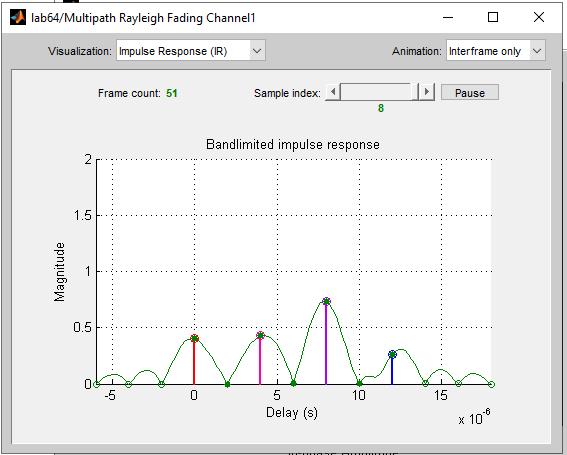 lab64/Multipath Rayleigh Fading Channel1
Visualization: Impulse Response (IR) Animation: Interframe only
Frame count: 51 Sample index: Pause
8
Bandlimited impulse response
2
1.5
1
0.5
0
Magnitude
-5 0 5 10 15
Delay (s)
x 10^-6